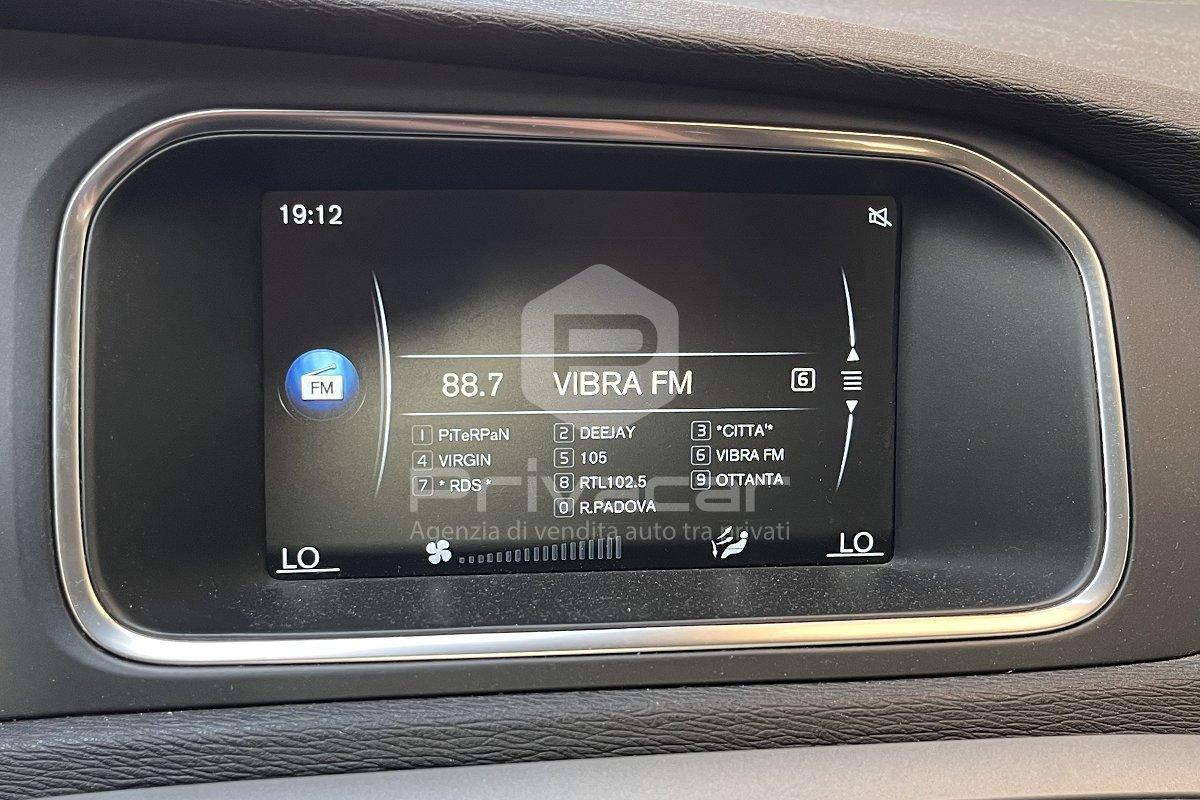 19:12
FM
88.7 VIBRA FM 6
1 PiTeRPaN 2 DEEJAY 3 *CITTA'*
4 VIRGIN 5 105 6 VIBRA FM
7 * RDS * 8 RTL102.5 9 OTTANTA
0 R.PADOVA
Privacar
Agenzia di vendita auto tra privati
LO LO